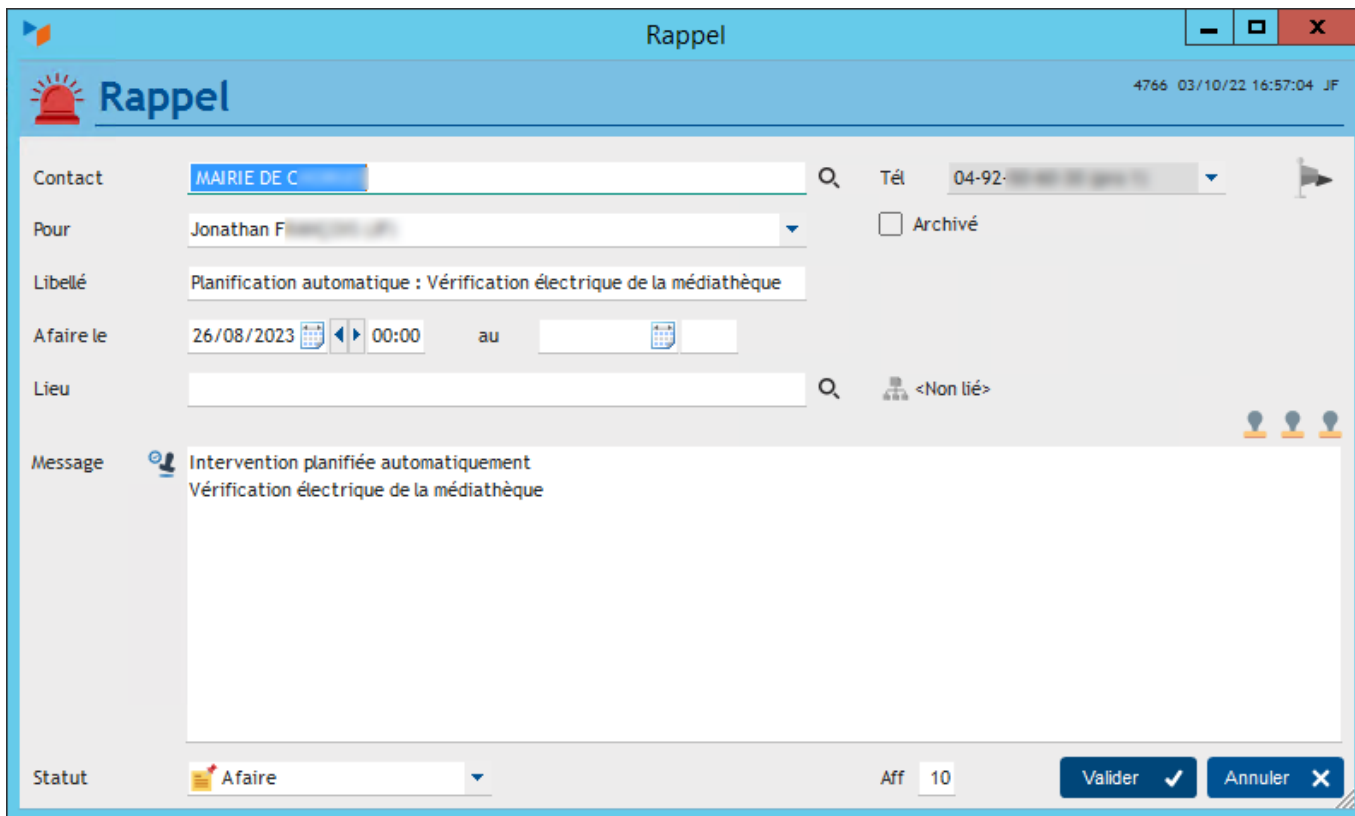 Rappel
Rappel
4766 03/10/22 16:57:04 JF
Contact MAIRIE DE C Tél 04-92-
Pour Jonathan F Archivé
Libellé Planification automatique : Vérification électrique de la médiathèque
A faire le 26/08/2023 00:00 au
Lieu <Non lié>
Message Intervention planifiée automatiquement
Vérification électrique de la médiathèque
Statut A faire Aff 10 Valider Annuler